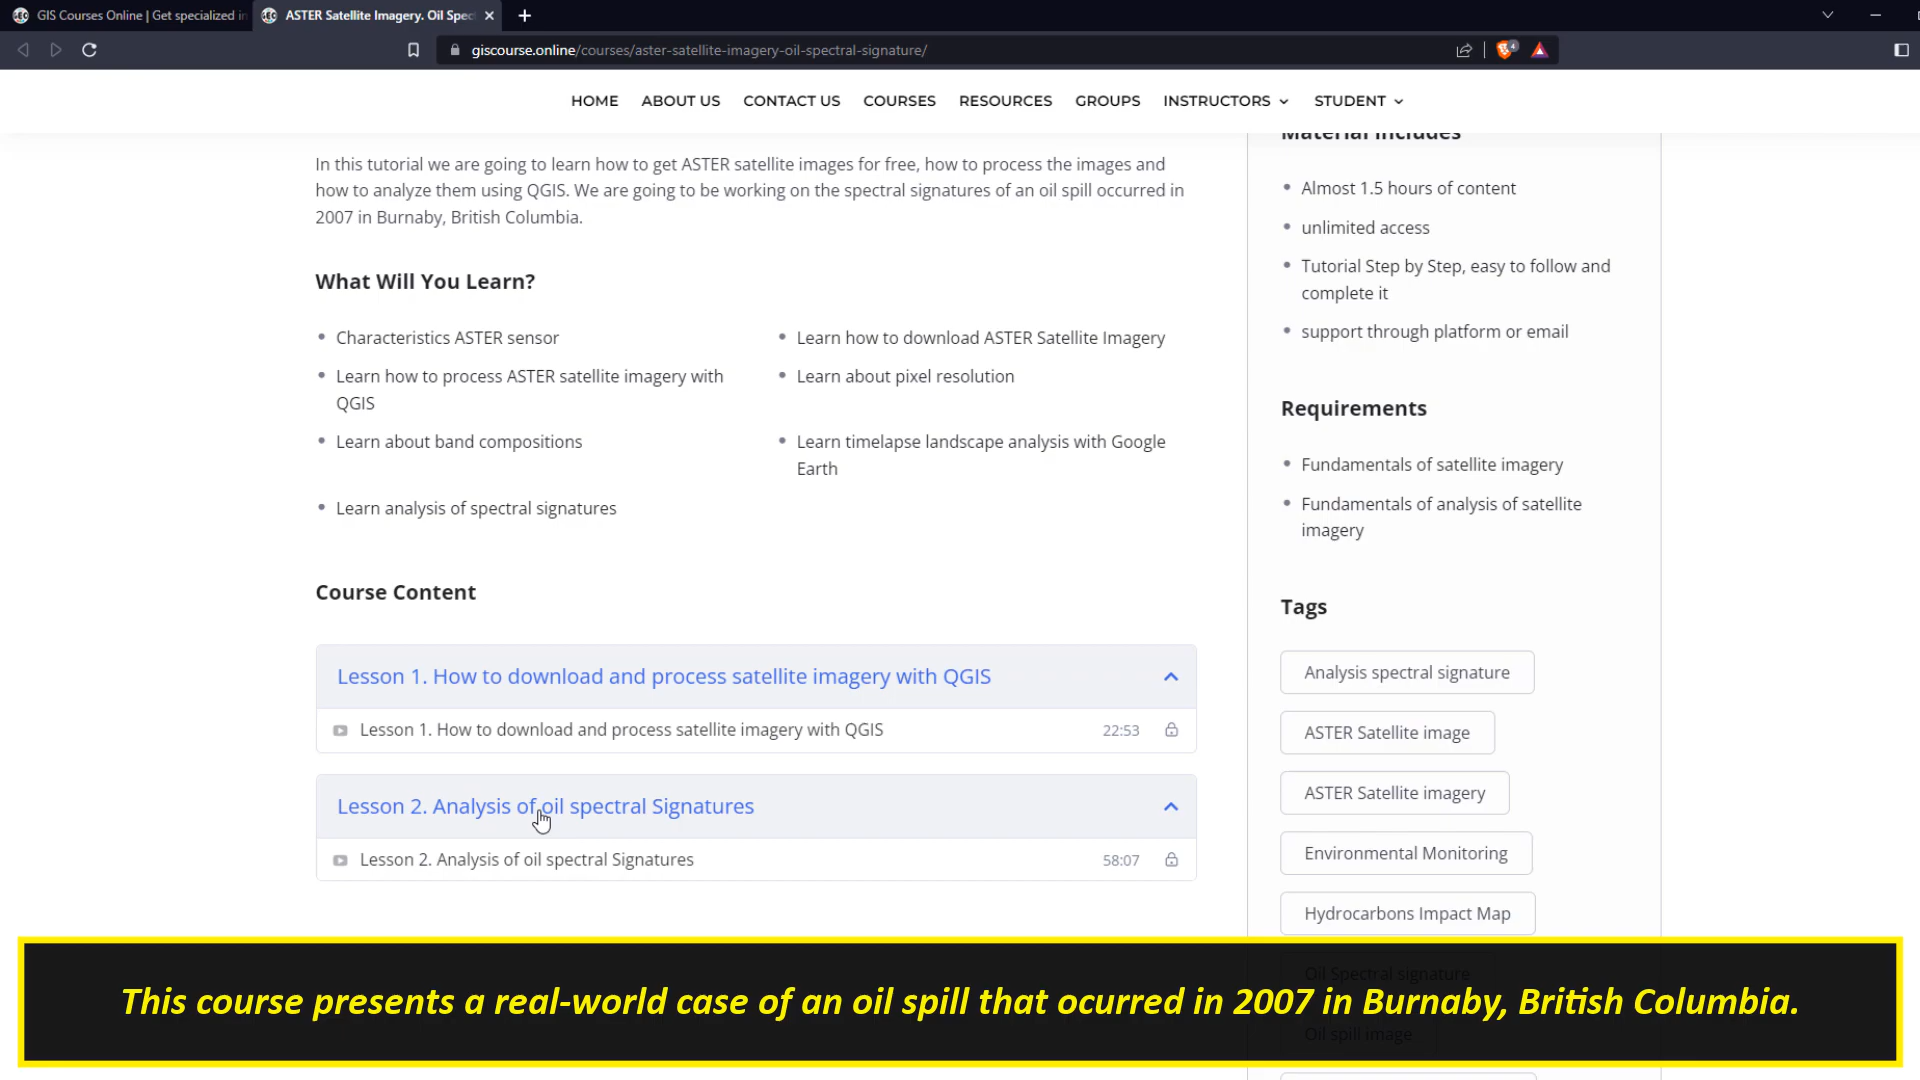 GIS Courses Online | Get specialized in
ASTER Satellite Imagery. Oil Spec
giscourse.online/courses/aster-satellite-imagery-oil-spectral-signature/
4
HOME ABOUT US CONTACT US COURSES RESOURCES GROUPS INSTRUCTORS STUDENT
In this tutorial we are going to learn how to get ASTER satellite images for free, how to process the images and
how to analyze them using QGIS. We are going to be working on the spectral signatures of an oil spill occurred in
2007 in Burnaby, British Columbia.
What Will You Learn?
Characteristics ASTER sensor
Learn how to download ASTER Satellite Imagery
Learn how to process ASTER satellite imagery with
QGIS
Learn about pixel resolution
Learn about band compositions
Learn timelapse landscape analysis with Google
Earth
Learn analysis of spectral signatures
Course Content
Lesson 1. How to download and process satellite imagery with QGIS
Lesson 1. How to download and process satellite imagery with QGIS 22:53
Lesson 2. Analysis of oil spectral Signatures
Lesson 2. Analysis of oil spectral Signatures 58:07
Material Includes
Almost 1.5 hours of content
unlimited access
Tutorial Step by Step, easy to follow and
complete it
support through platform or email
Requirements
Fundamentals of satellite imagery
Fundamentals of analysis of satellite
imagery
Tags
Analysis spectral signature
ASTER Satellite image
ASTER Satellite imagery
Environmental Monitoring
Hydrocarbons Impact Map
Oil Spectral signature
Oil spill image
This course presents a real-world case of an oil spill that ocurred in 2007 in Burnaby, British Columbia.